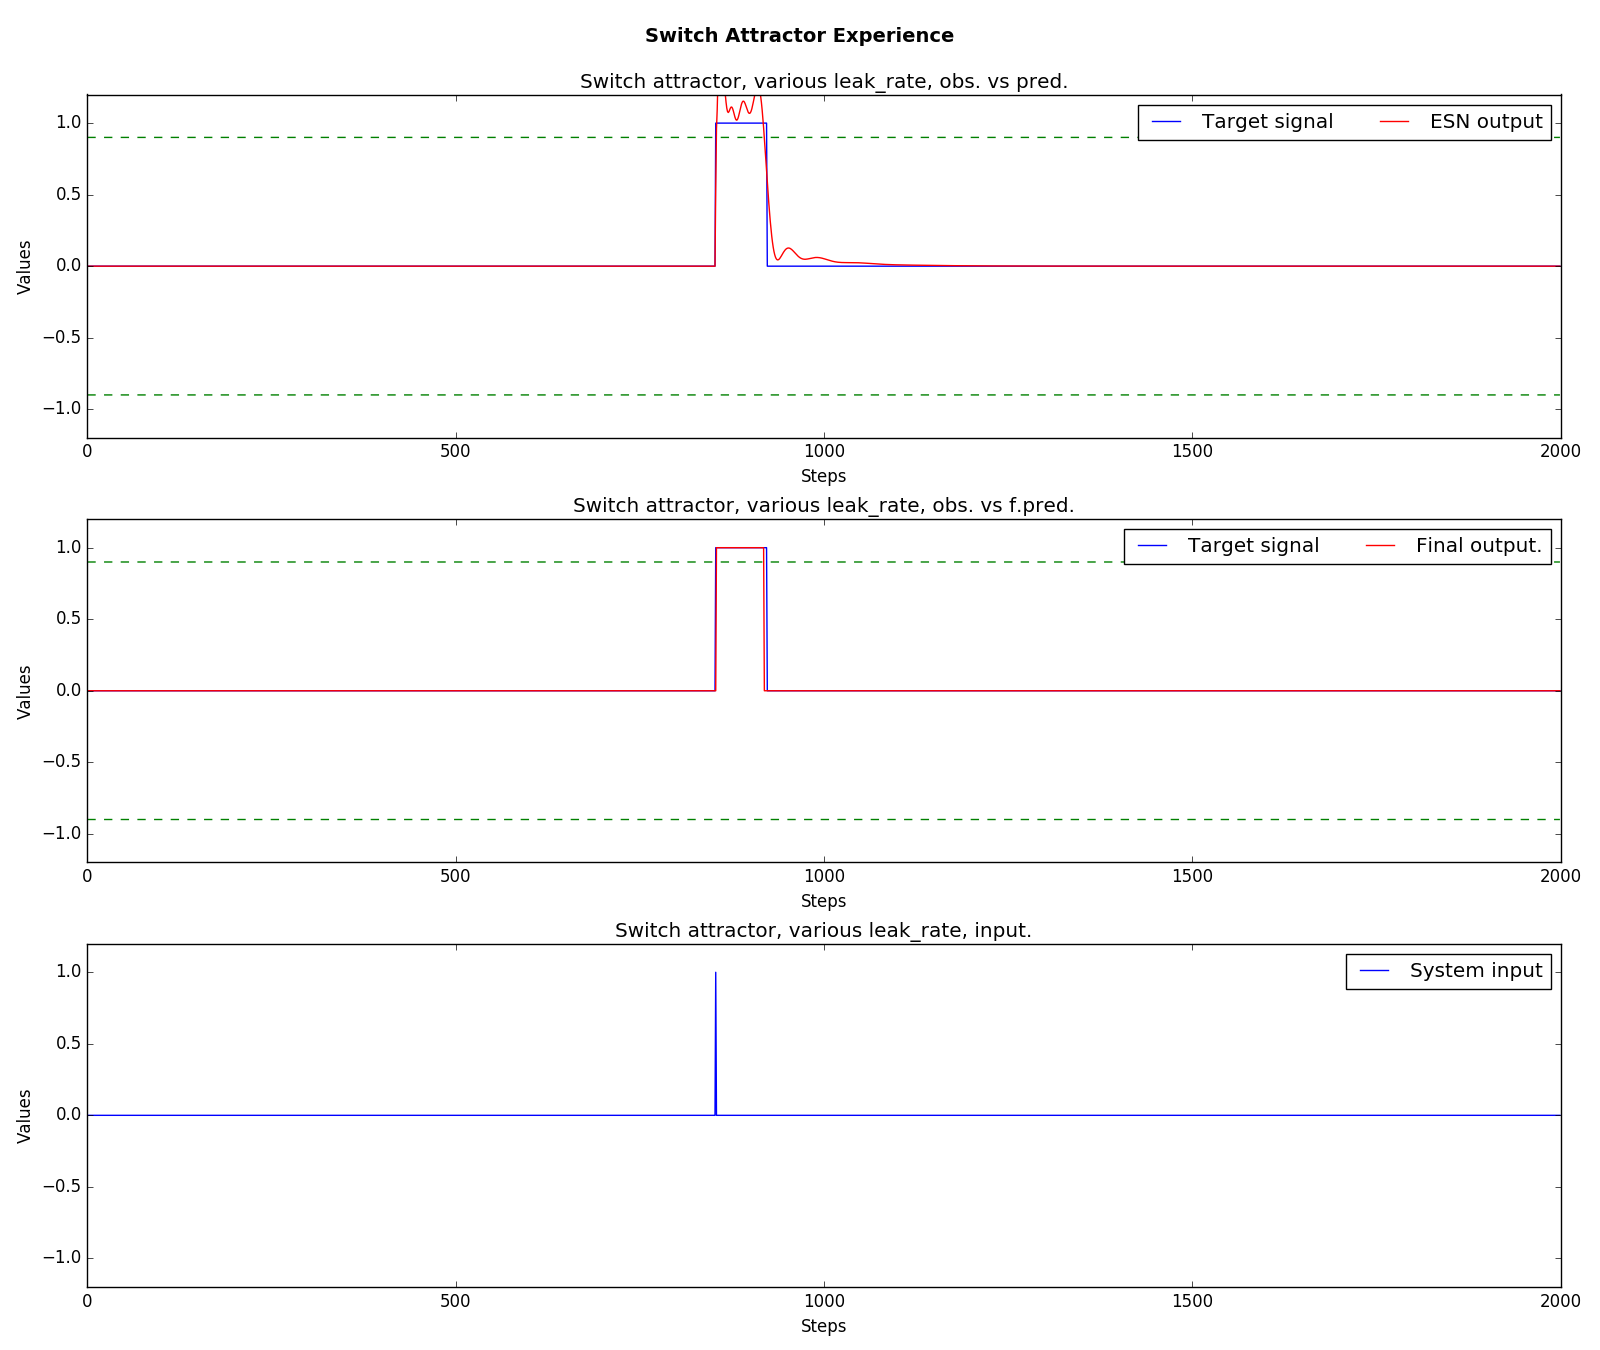 Switch Attractor Experience
Switch attractor, various leak_rate, obs. vs pred.
Target signal ESN output
1.0
0.5
0.0
−0.5
−1.0
Values
0 500 1000 1500 2000
Steps
Switch attractor, various leak_rate, obs. vs f.pred.
Target signal Final output.
1.0
0.5
0.0
−0.5
−1.0
Values
0 500 1000 1500 2000
Steps
Switch attractor, various leak_rate, input.
System input
1.0
0.5
0.0
−0.5
−1.0
Values
0 500 1000 1500 2000
Steps